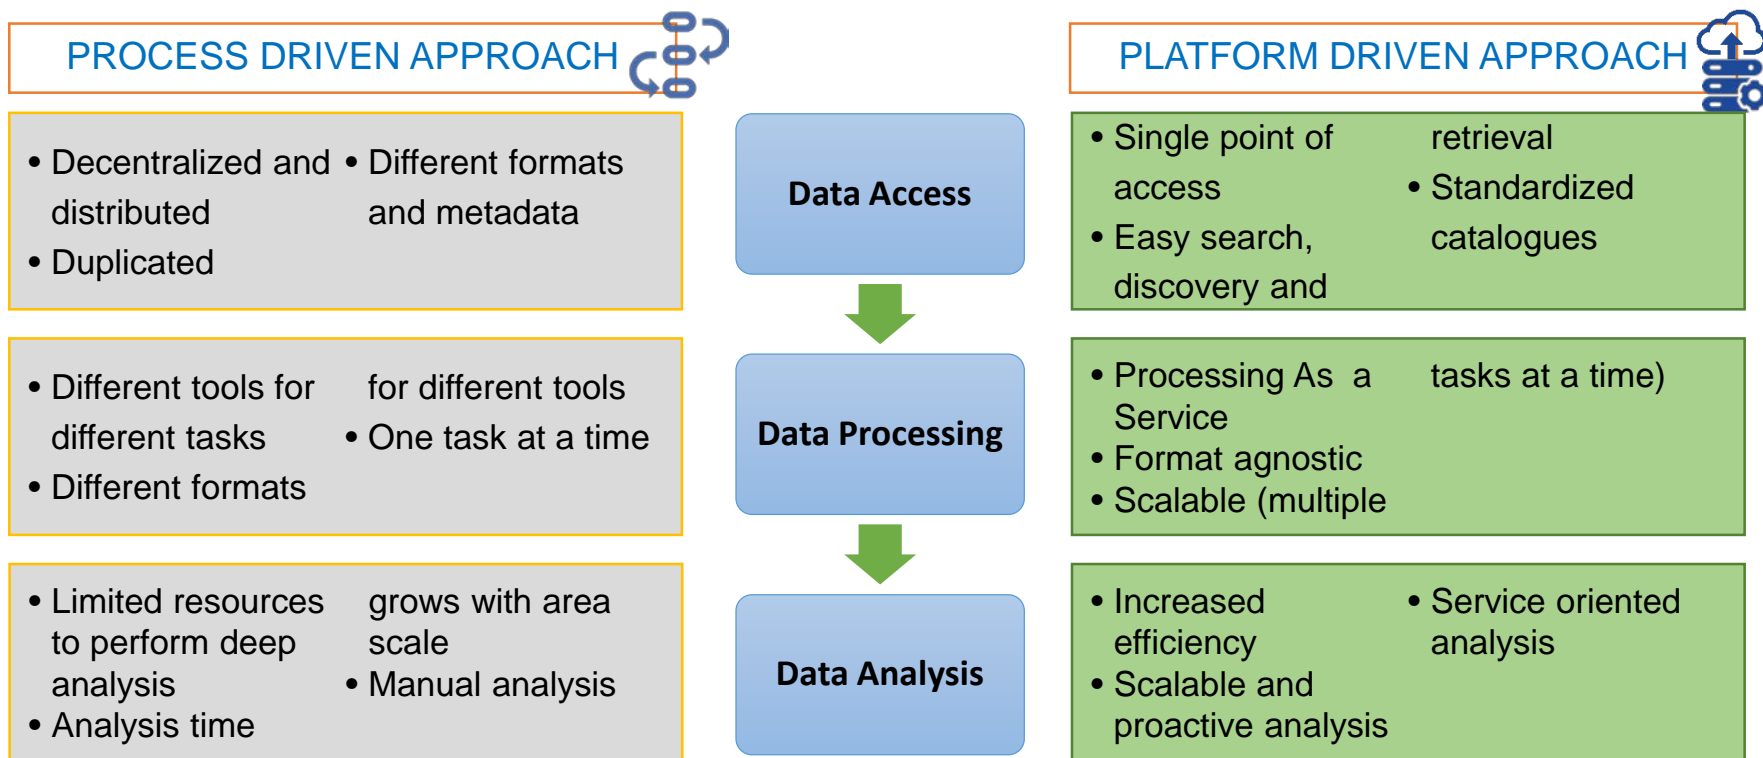 PROCESS DRIVEN APPROACH
PLATFORM DRIVEN APPROACH
• Decentralized and
distributed
• Duplicated
• Different formats
and metadata
Data Access
• Single point of
access
• Easy search,
discovery and
retrieval
• Standardized
catalogues
• Different tools for
different tasks
• Different formats
for different tools
• One task at a time
Data Processing
• Processing As a
Service
• Format agnostic
• Scalable (multiple
tasks at a time)
• Limited resources
to perform deep
analysis
• Analysis time
grows with area
scale
• Manual analysis
Data Analysis
• Increased
efficiency
• Scalable and
proactive analysis
• Service oriented
analysis